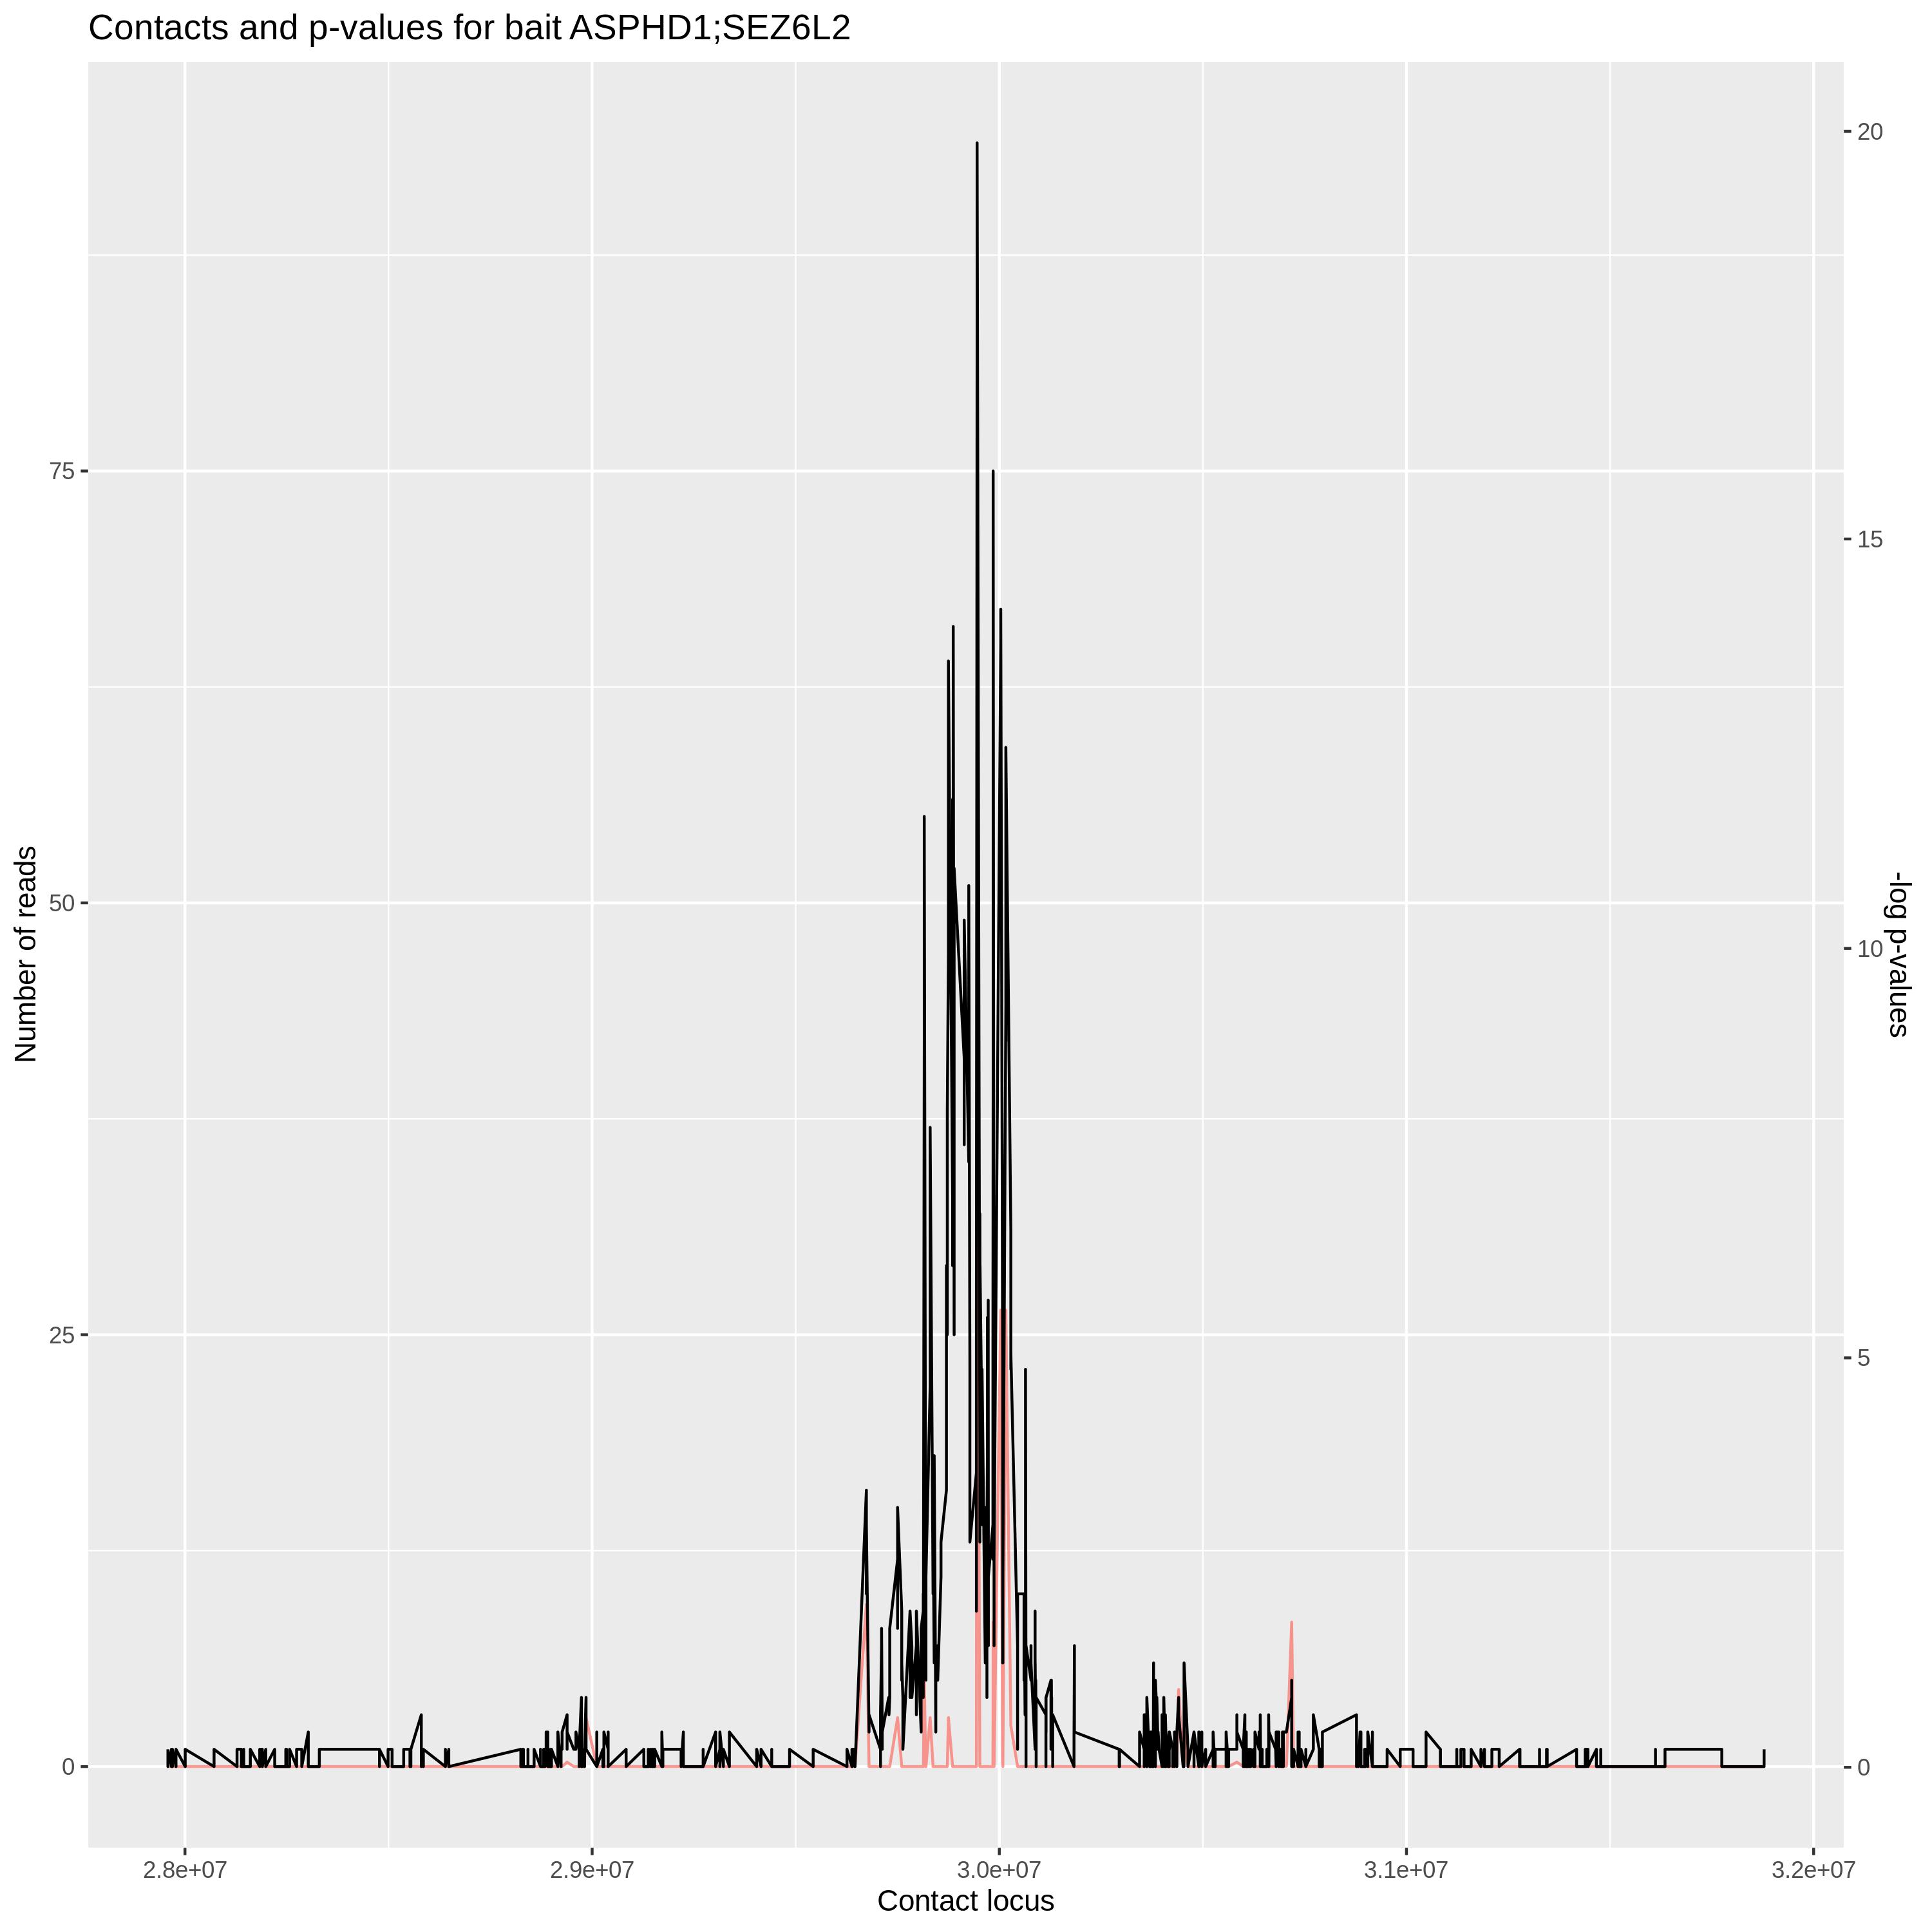 Contacts and p-values for bait ASPHD1;SEZ6L2
Number of reads
75
50
25
0
20
15
10
5
0
-log p-values
2.8e+07
2.9e+07
3.0e+07
3.1e+07
3.2e+07
Contact locus